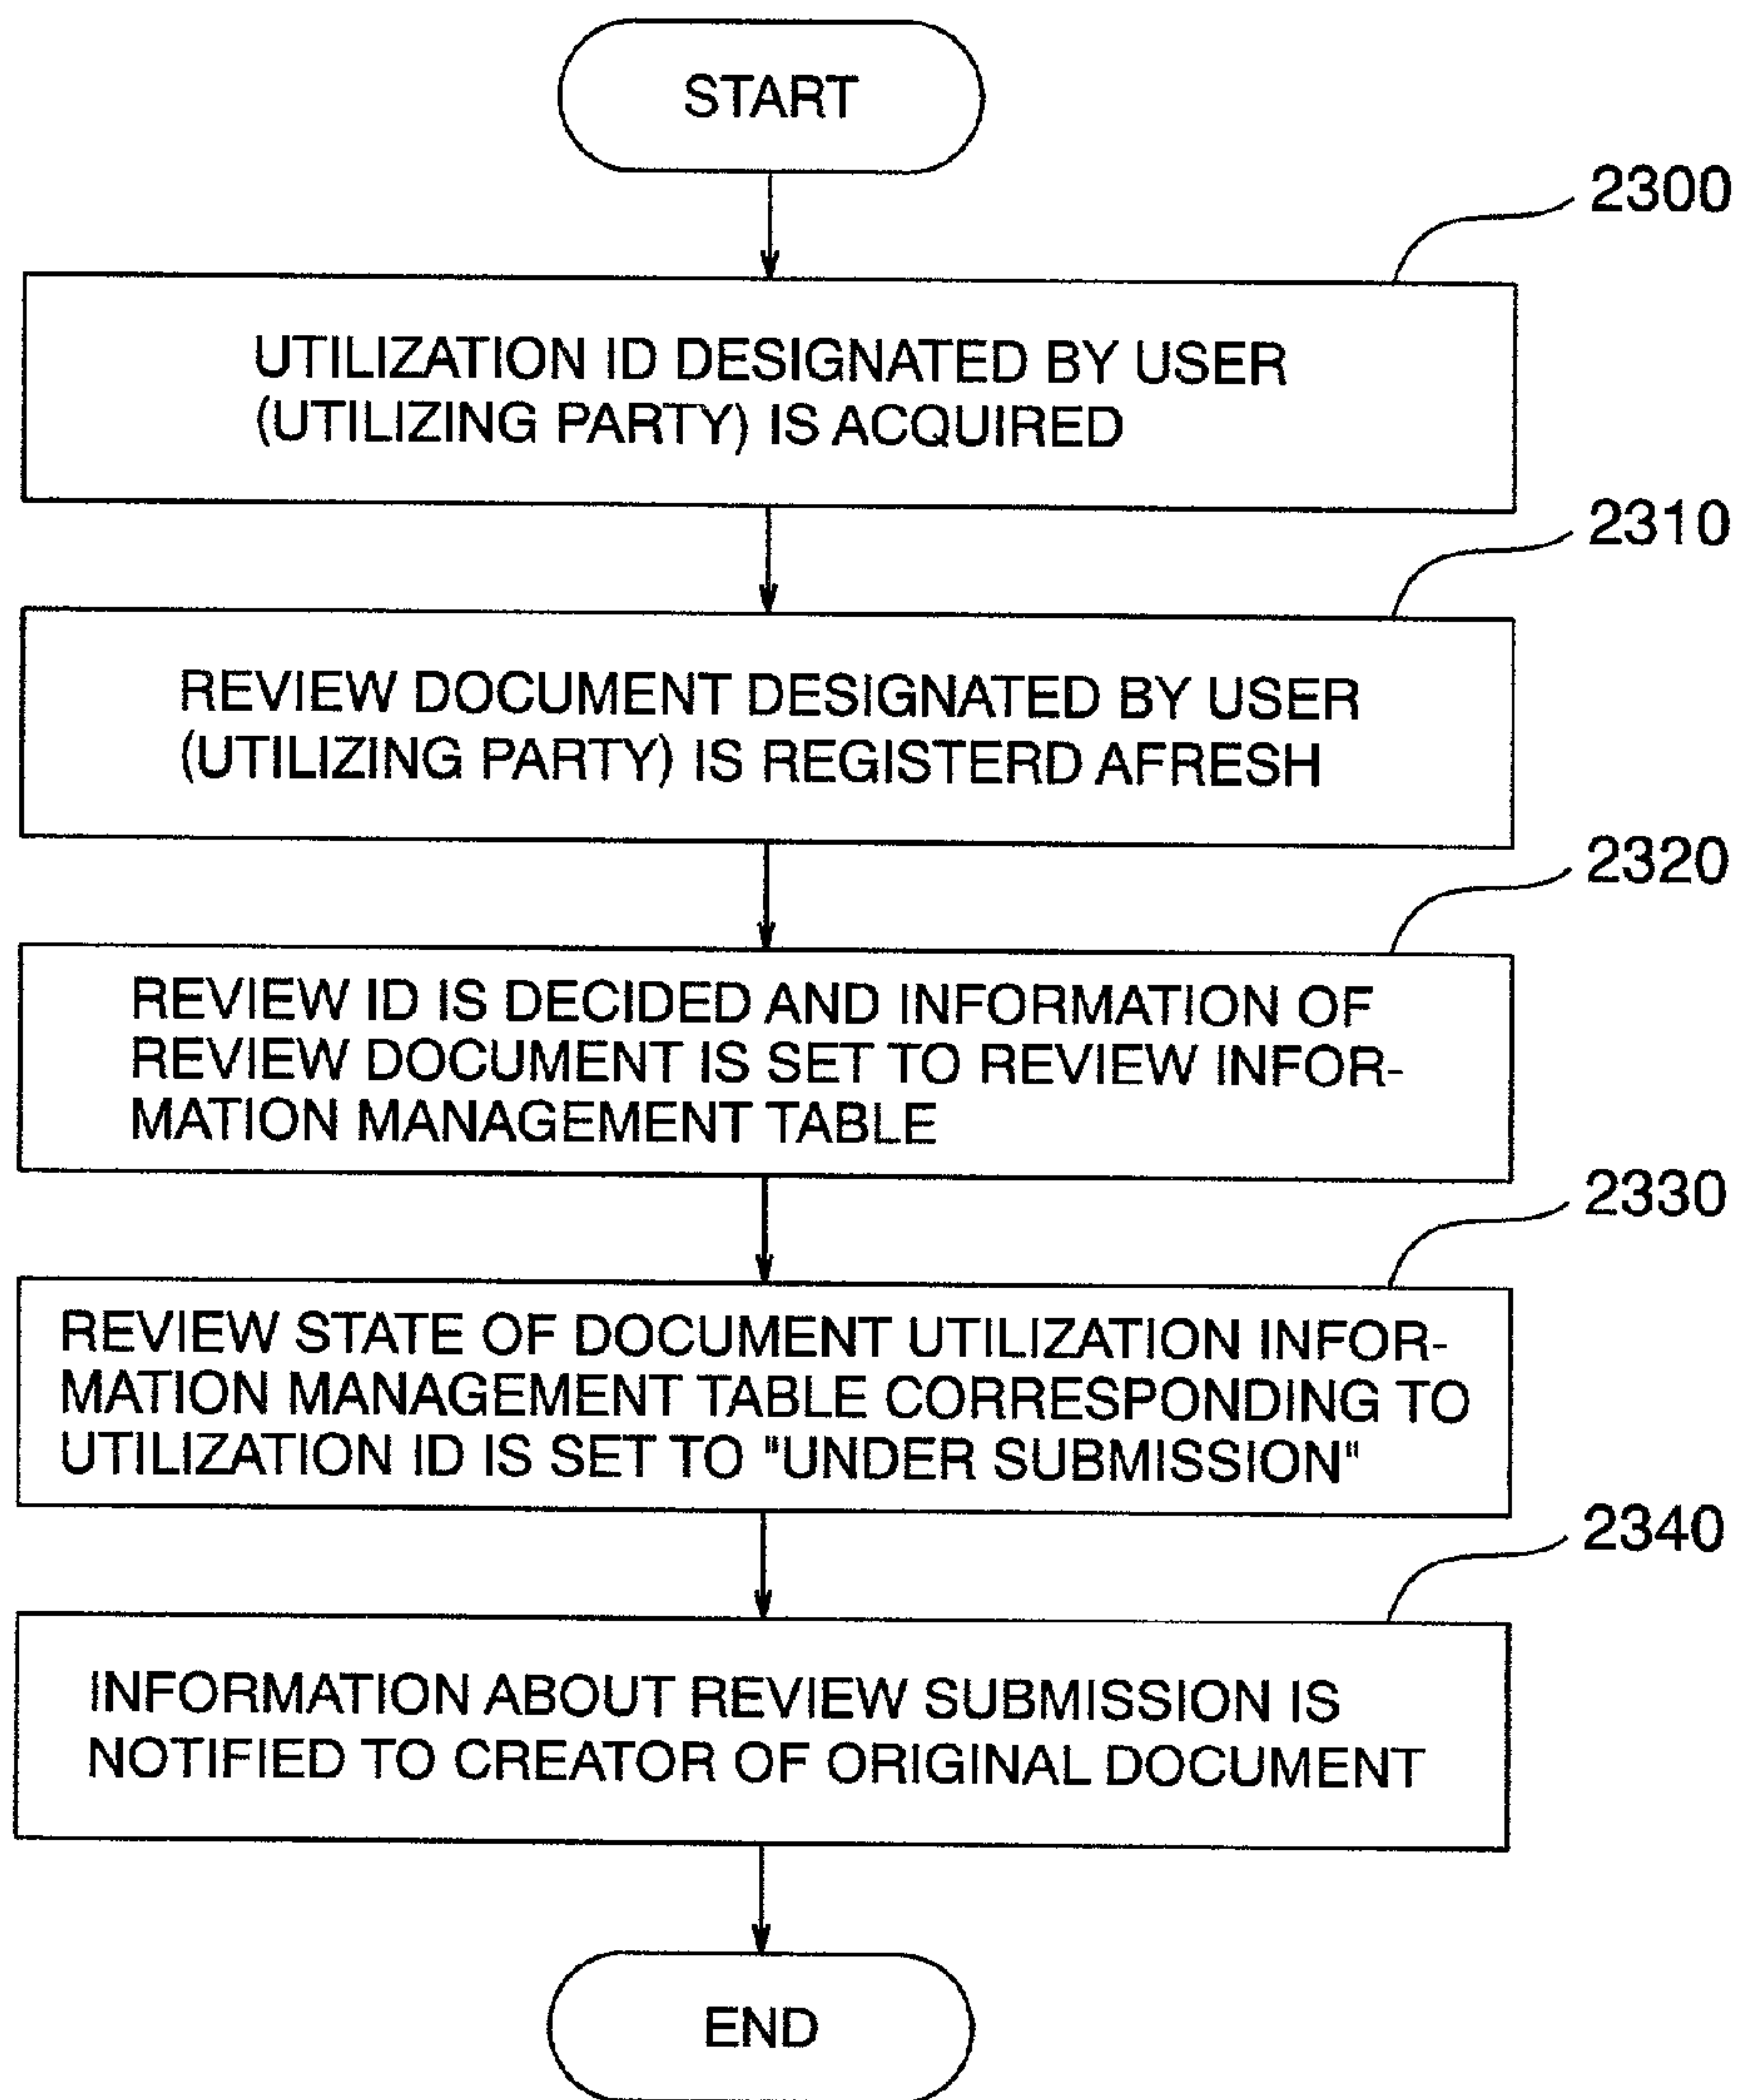 START
2300
UTILIZATION ID DESIGNATED BY USER
(UTILIZING PARTY) IS ACQUIRED
2310
REVIEW DOCUMENT DESIGNATED BY USER
(UTILIZING PARTY) IS REGISTERD AFRESH
2320
REVIEW ID IS DECIDED AND INFORMATION OF
REVIEW DOCUMENT IS SET TO REVIEW INFOR-
MATION MANAGEMENT TABLE
2330
REVIEW STATE OF DOCUMENT UTILIZATION INFOR-
MATION MANAGEMENT TABLE CORRESPONDING TO
UTILIZATION ID IS SET TO "UNDER SUBMISSION"
2340
INFORMATION ABOUT REVIEW SUBMISSION IS
NOTIFIED TO CREATOR OF ORIGINAL DOCUMENT
END